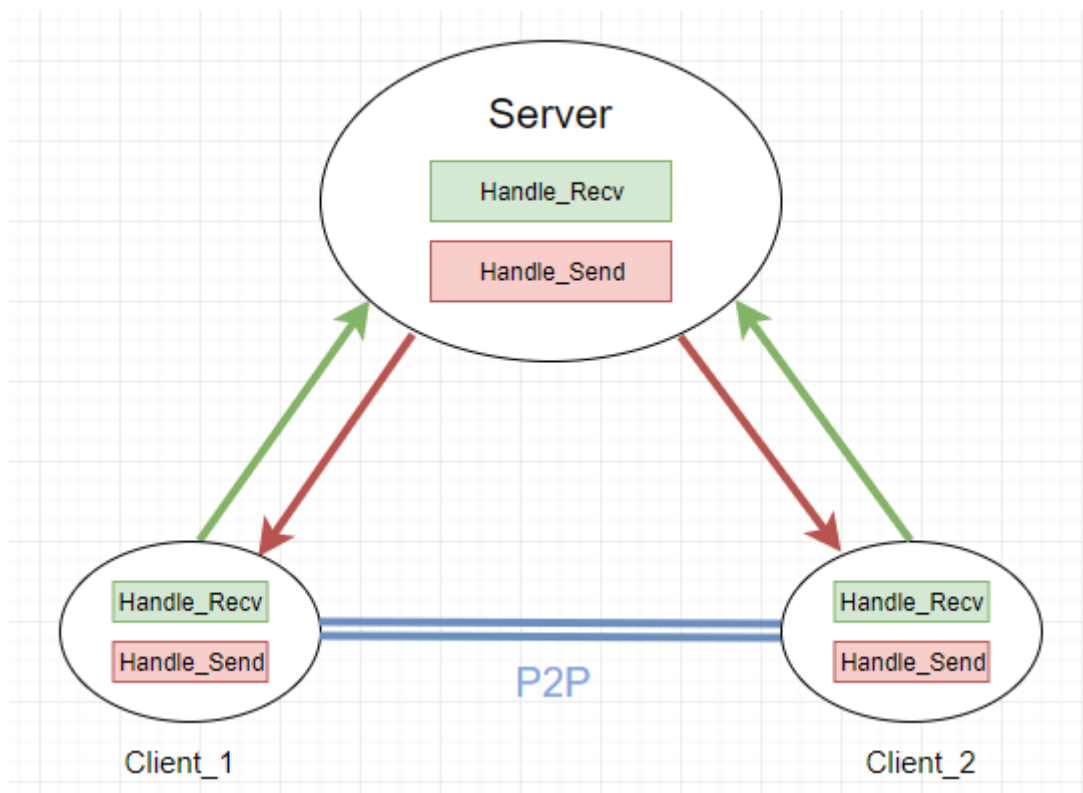 Server
Handle_Recv
Handle_Send
Handle_Recv
Handle_Send
Handle_Recv
Handle_Send
P2P
Client_1
Client_2